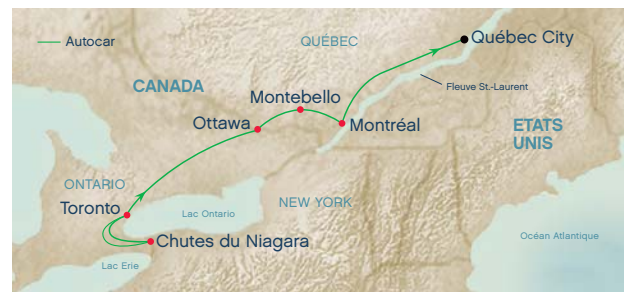 Autocar
QUÉBEC
Québec City
CANADA
Fleuve St.-Laurent
Montebello
Ottawa
Montréal
ETATS
UNIS
ONTARIO
Toronto
Lac Ontario
NEW YORK
Chutes du Niagara
Océan Atlantique
Lac Erie